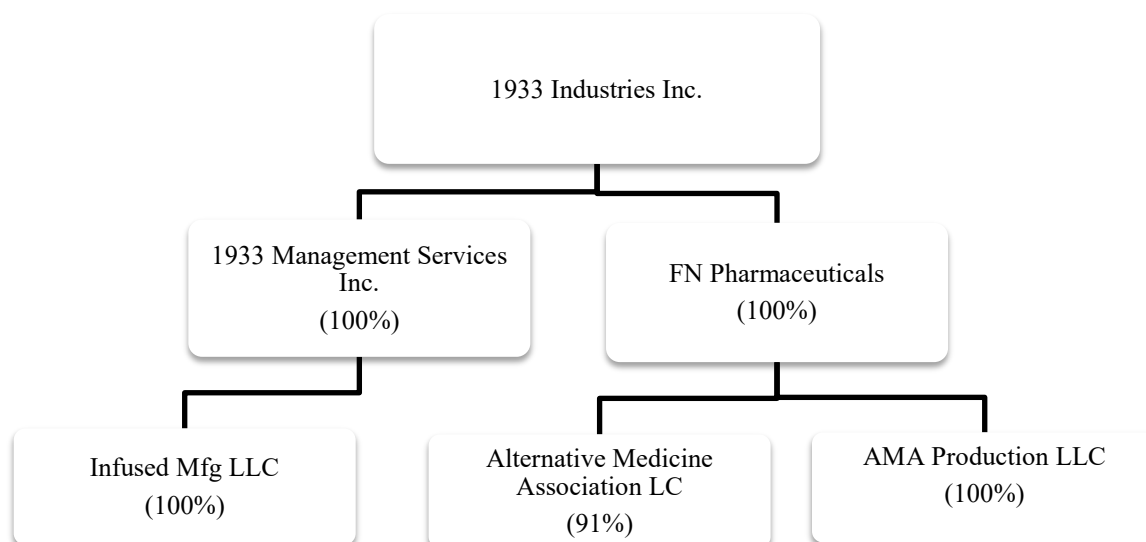 1933 Industries Inc.
1933 Management Services
Inc.
(100%)
FN Pharmaceuticals
(100%)
Infused Mfg LLC
(100%)
Alternative Medicine
Association LC
(91%)
AMA Production LLC
(100%)